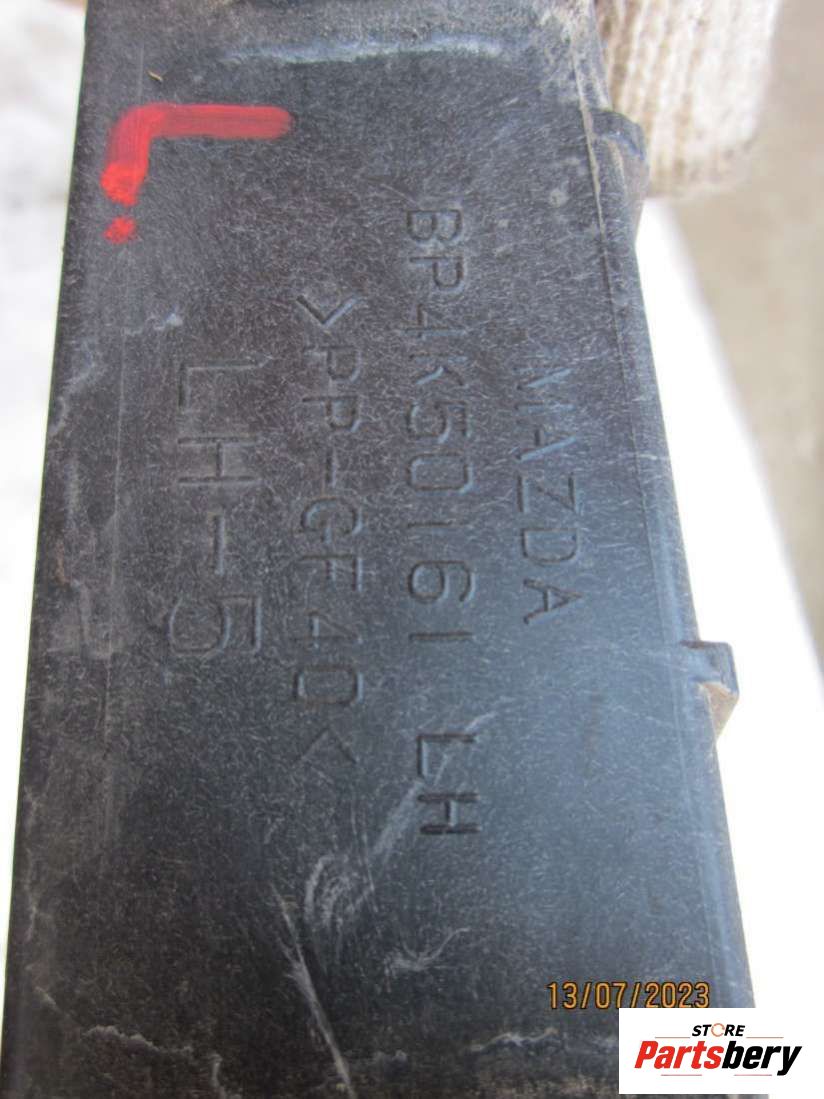 MAZDA
BP4K50161 LH
>PP-GF40<
LH-5
L.
13/07/2023
STORE
Partsbery